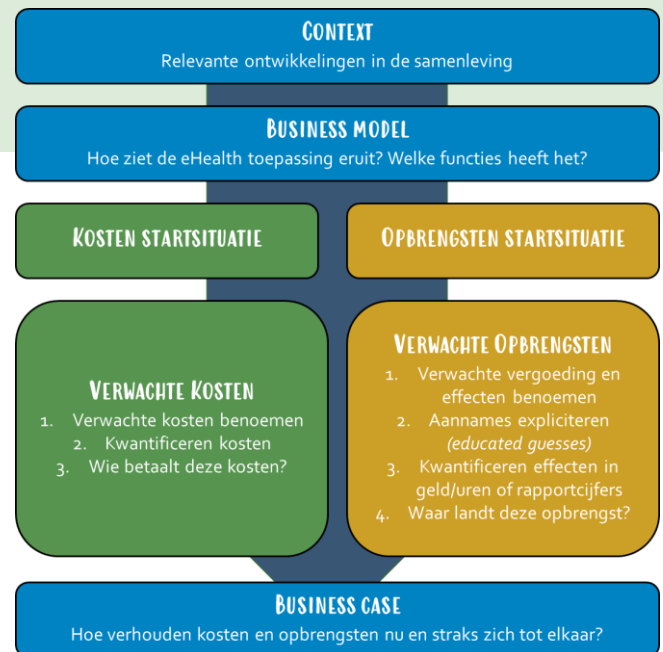 CONTEXT
Relevante ontwikkelingen in de samenleving
BUSINESS MODEL
Hoe ziet de eHealth toepassing eruit? Welke functies heeft het?
KOSTEN STARTSITUATIE
OPBRENGSTEN STARTSITUATIE
VERWACHTE KOSTEN
1. Verwachte kosten benoemen
2. Kwantificeren kosten
3. Wie betaalt deze kosten?
VERWACHTE OPBRENGSTEN
1. Verwachte vergoeding en
effecten benoemen
2. Aannames expliciteren
(educated guesses)
3. Kwantificeren effecten in
geld/uren of rapportcijfers
4. Waar landt deze opbrengst?
BUSINESS CASE
Hoe verhouden kosten en opbrengsten nu en straks zich tot elkaar?